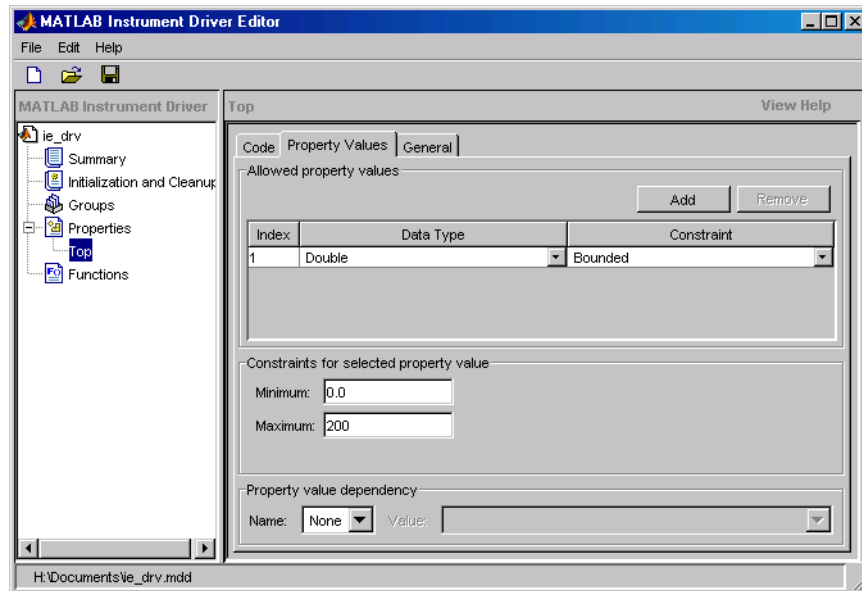 MATLAB Instrument Driver Editor
File Edit Help
MATLAB Instrument Driver
Top
View Help
ie_drv
Summary
Initialization and Cleanup
Groups
Properties
Top
Functions
Code Property Values General
Allowed property values
Add Remove
Index Data Type Constraint
1 Double Bounded
Constraints for selected property value
Minimum: 0.0
Maximum: 200
Property value dependency
Name: None Value:
H:\Documents\ie_drv.mdd